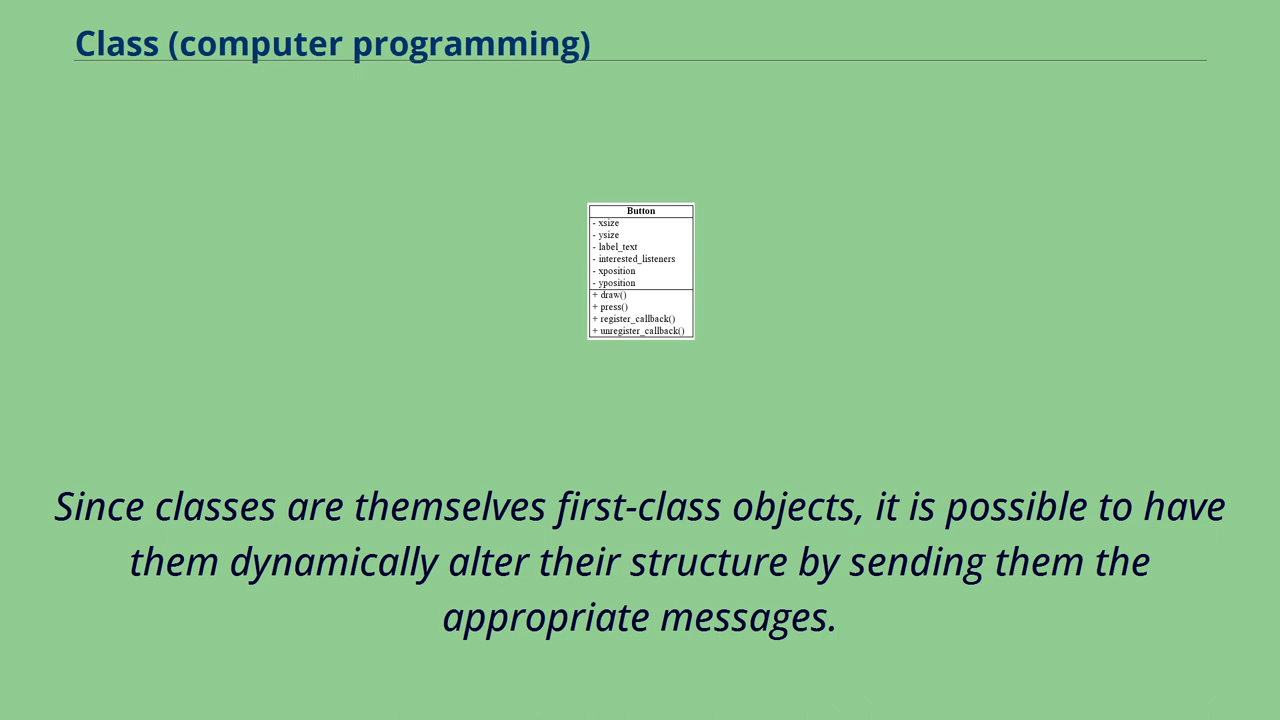 Class (computer programming)
Button
- xsize
- ysize
- label_text
- interested_listeners
- xposition
- yposition
+ draw()
+ press()
+ register_callback()
+ unregister_callback()
Since classes are themselves first-class objects, it is possible to have
them dynamically alter their structure by sending them the
appropriate messages.